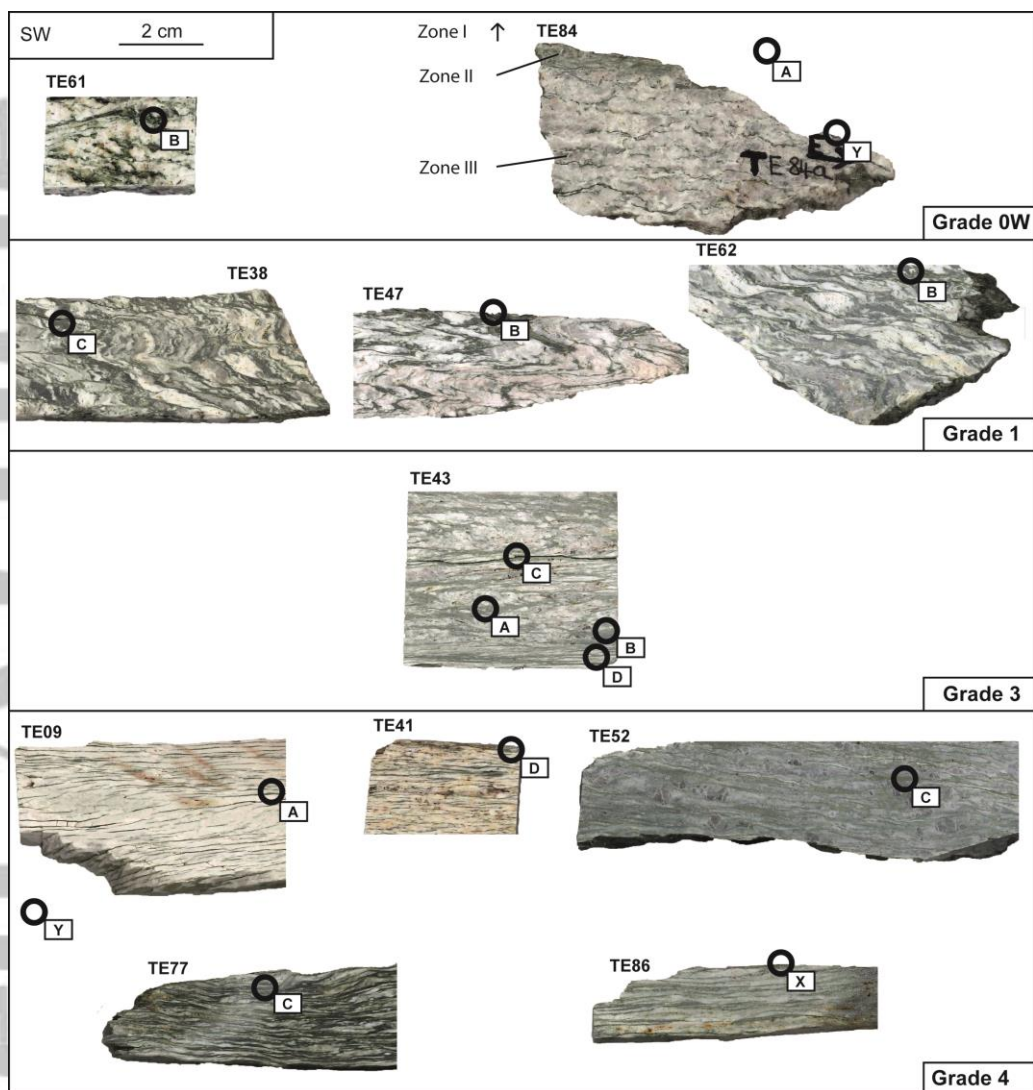 SW
2 cm
Zone I ↑
TE84
Zone II
Zone III
A
TE61
B
Y
TE84a
Grade 0W
TE38
C
TE47
B
TE62
B
Grade 1
TE43
C
A
B
D
Grade 3
TE09
A
TE41
D
TE52
C
Y
TE77
C
TE86
X
Grade 4